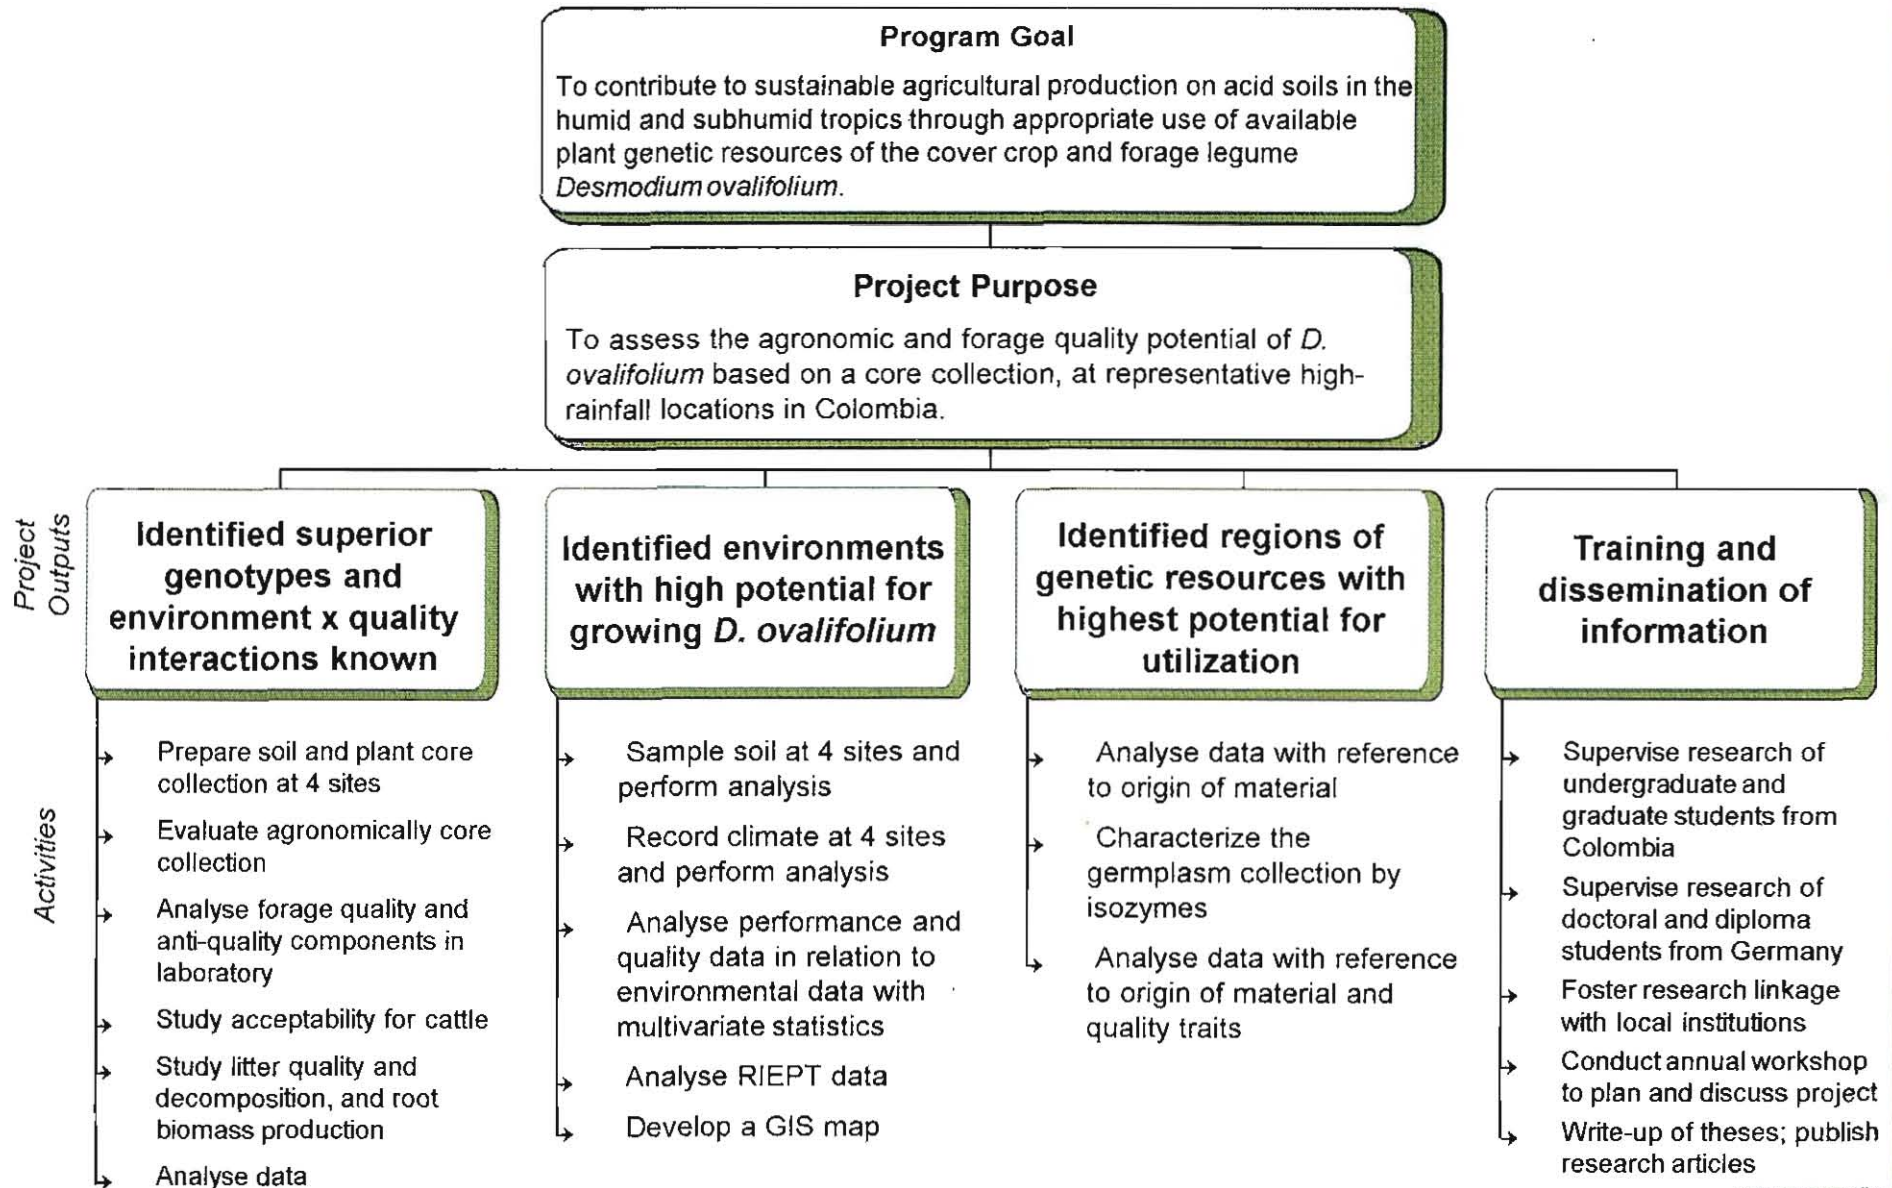 Program Goal
To contribute to sustainable agricultural production on acid soils in the
humid and subhumid tropics through appropriate use of available
plant genetic resources of the cover crop and forage legume
Desmodium ovalifolium.
Project Purpose
To assess the agronomic and forage quality potential of D.
ovalifolium based on a core collection, at representative high-
rainfall locations in Colombia.
Project
Outputs
Identified superior
genotypes and
environment x quality
interactions known
Identified environments
with high potential for
growing D. ovalifolium
Identified regions of
genetic resources with
highest potential for
utilization
Training and
dissemination of
information
Activities
Prepare soil and plant core
collection at 4 sites
Evaluate agronomically core
collection
Analyse forage quality and
anti-quality components in
laboratory
Study acceptability for cattle
Study litter quality and
decomposition, and root
biomass production
Analyse data
Sample soil at 4 sites and
perform analysis
Record climate at 4 sites
and perform analysis
Analyse performance and
quality data in relation to
environmental data with
multivariate statistics
Analyse RIEPT data
Develop a GIS map
Analyse data with reference
to origin of material
Characterize the
germplasm collection by
isozymes
Analyse data with reference
to origin of material and
quality traits
Supervise research of
undergraduate and
graduate students from
Colombia
Supervise research of
doctoral and diploma
students from Germany
Foster research linkage
with local institutions
Conduct annual workshop
to plan and discuss project
Write-up of theses; publish
research articles